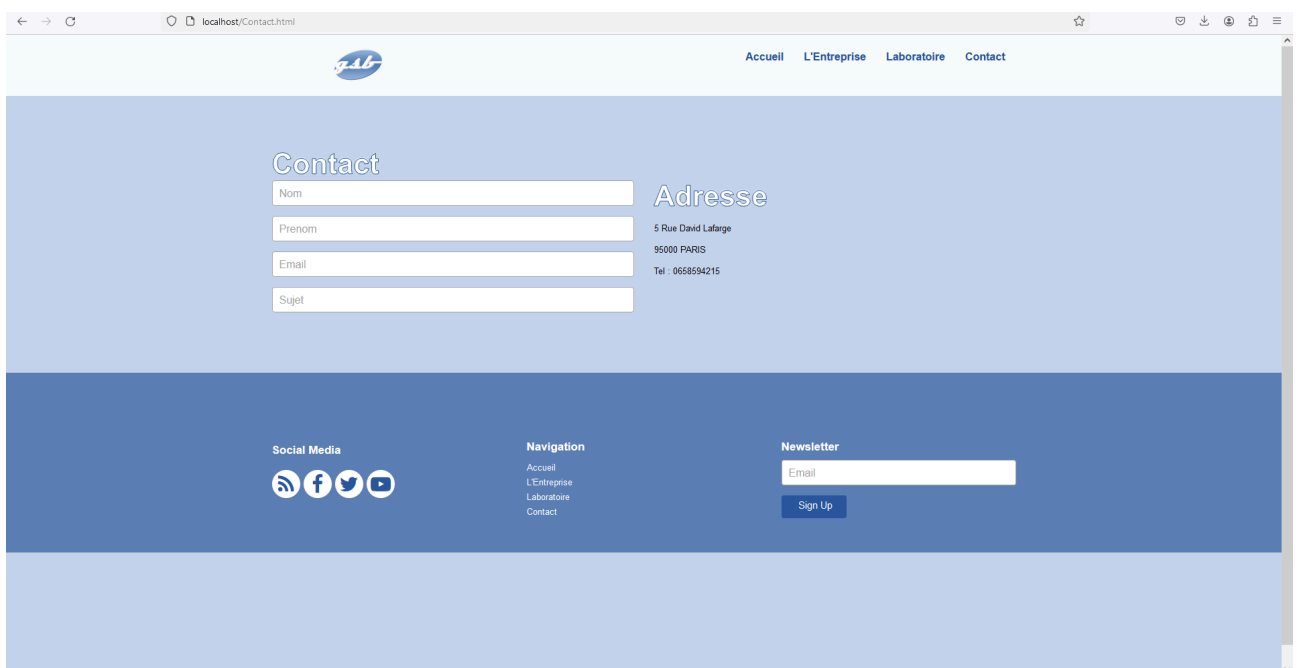 localhost/Contact.html
gsb
Accueil L'Entreprise Laboratoire Contact
Contact
Nom
Prenom
Email
Sujet
Adresse
5 Rue David Lafarge
95000 PARIS
Tel : 0658594215
Social Media
Navigation
Accueil
L'Entreprise
Laboratoire
Contact
Newsletter
Email
Sign Up